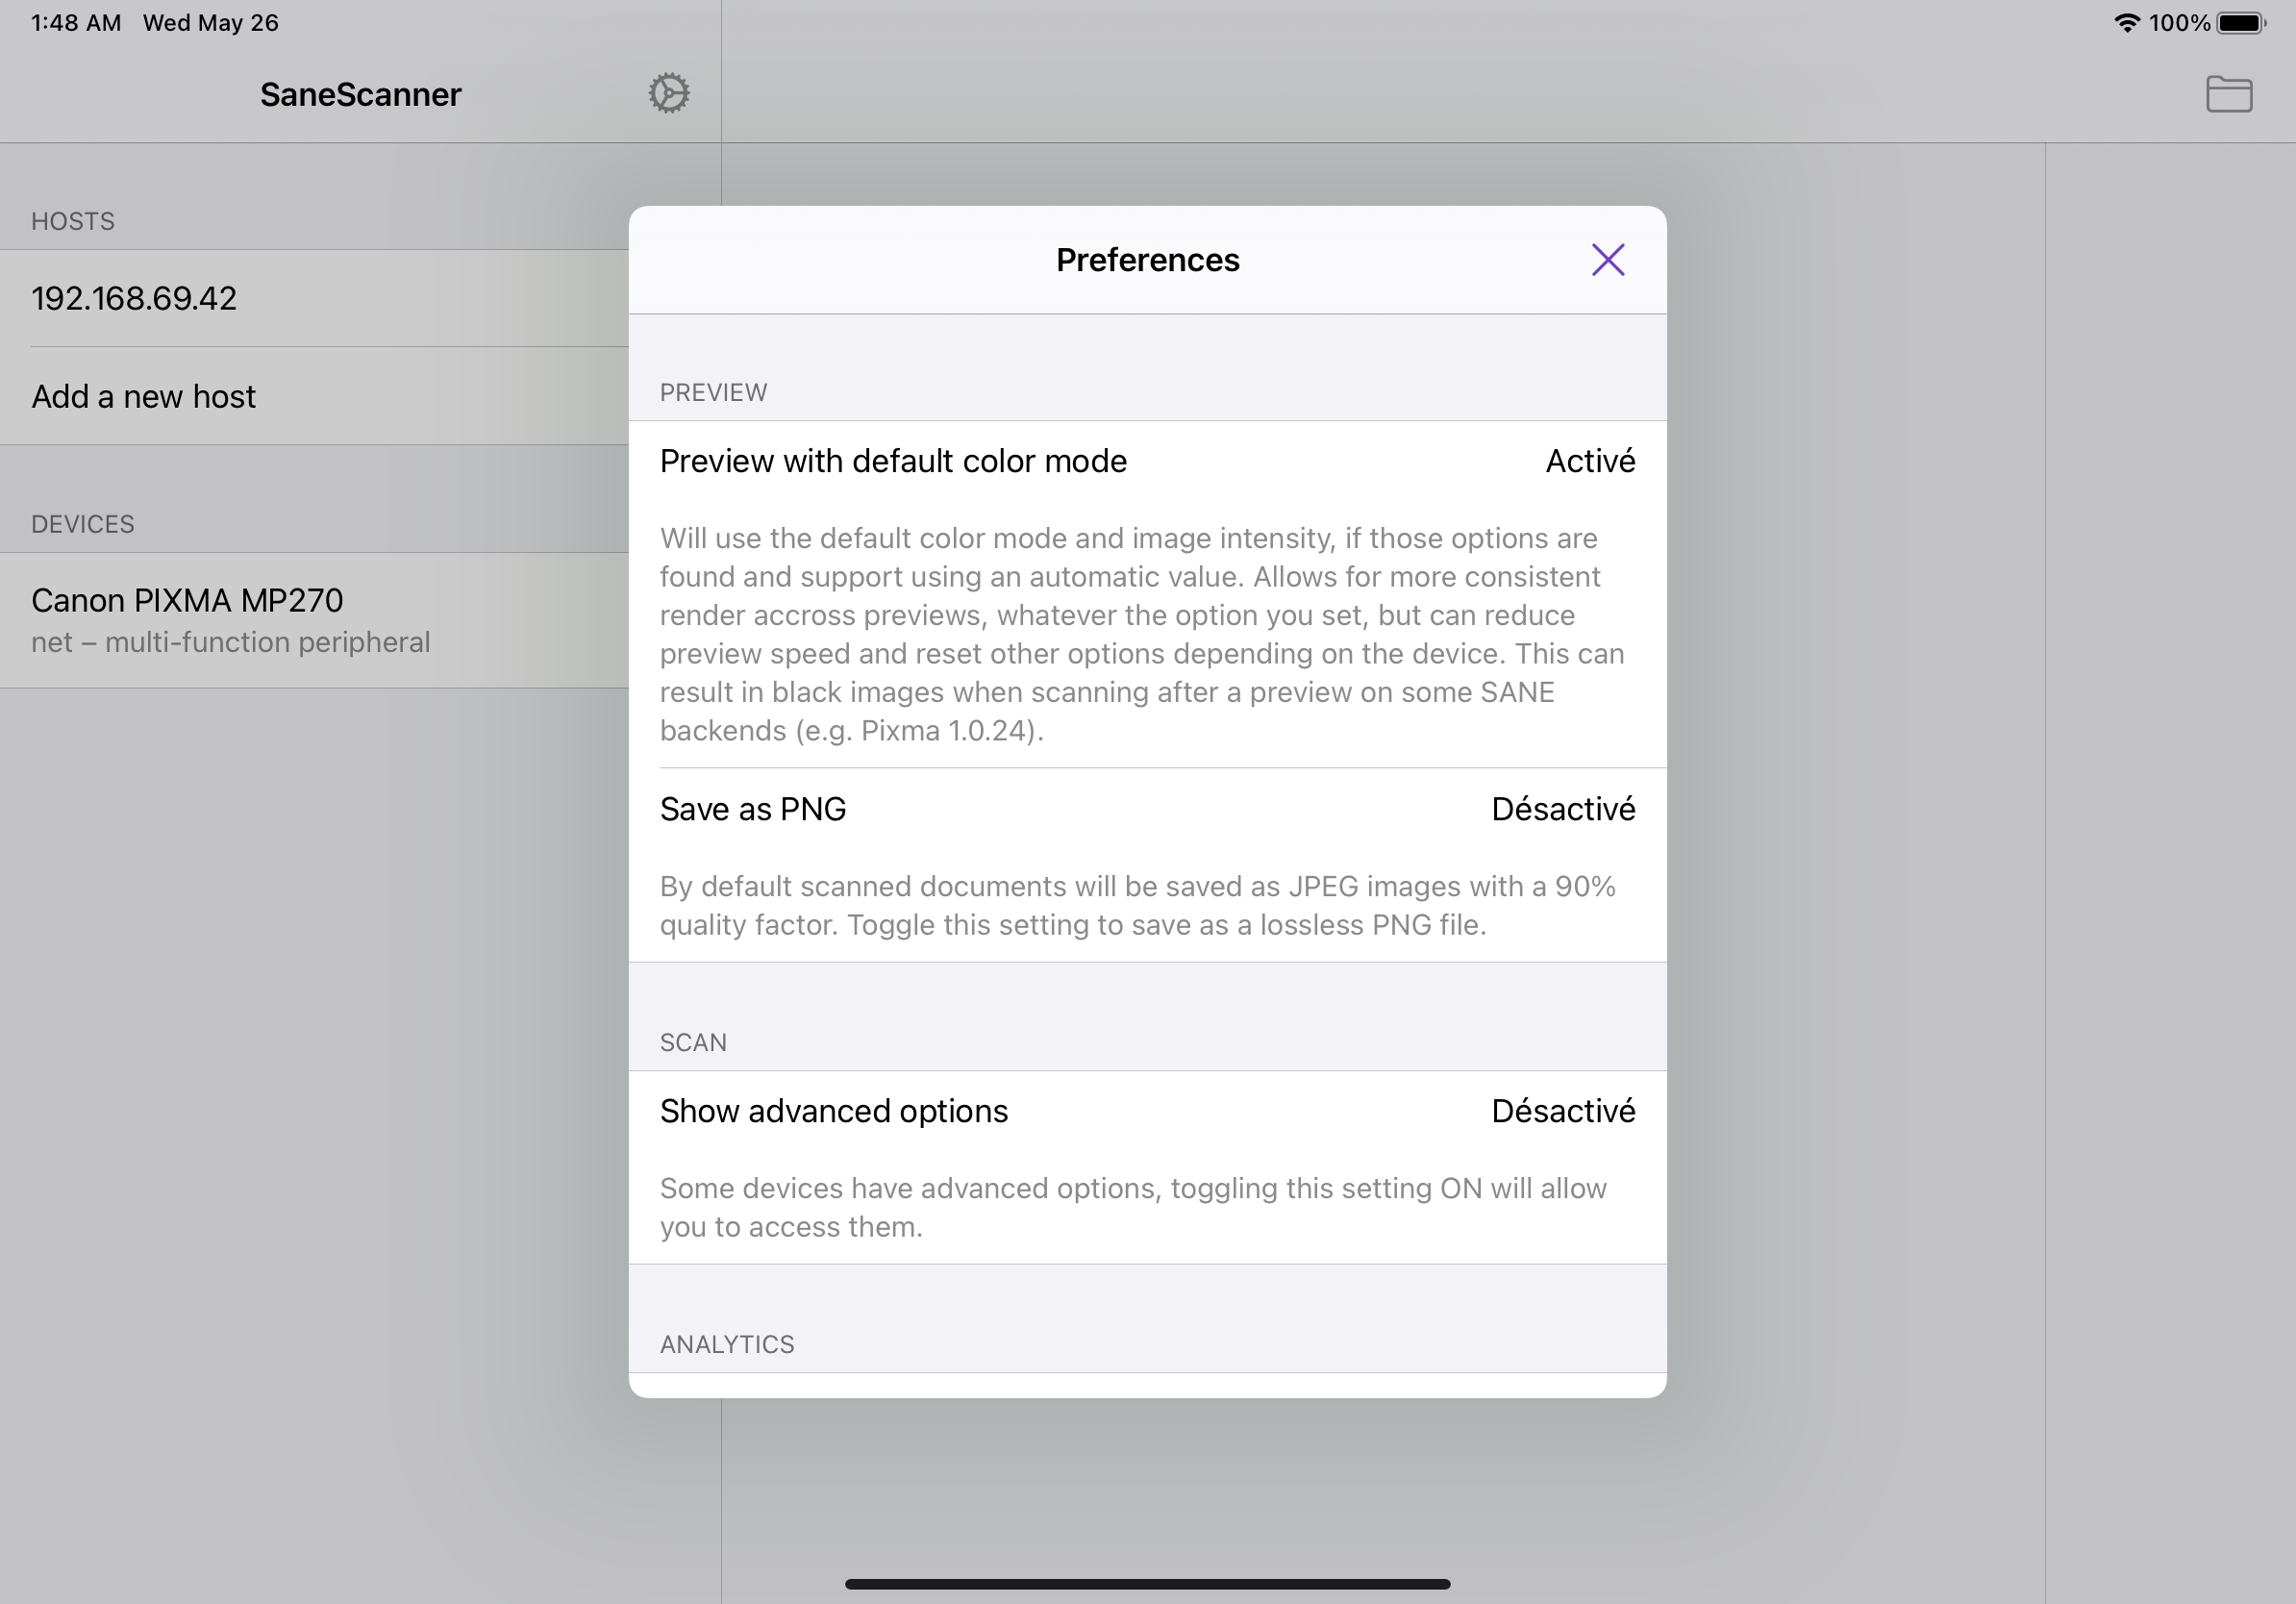 1:48 AM Wed May 26
100%
SaneScanner
HOSTS
192.168.69.42
Add a new host
DEVICES
Canon PIXMA MP270
net – multi-function peripheral
Preferences
PREVIEW
Preview with default color mode Activé
Will use the default color mode and image intensity, if those options are
found and support using an automatic value. Allows for more consistent
render accross previews, whatever the option you set, but can reduce
preview speed and reset other options depending on the device. This can
result in black images when scanning after a preview on some SANE
backends (e.g. Pixma 1.0.24).
Save as PNG Désactivé
By default scanned documents will be saved as JPEG images with a 90%
quality factor. Toggle this setting to save as a lossless PNG file.
SCAN
Show advanced options Désactivé
Some devices have advanced options, toggling this setting ON will allow
you to access them.
ANALYTICS